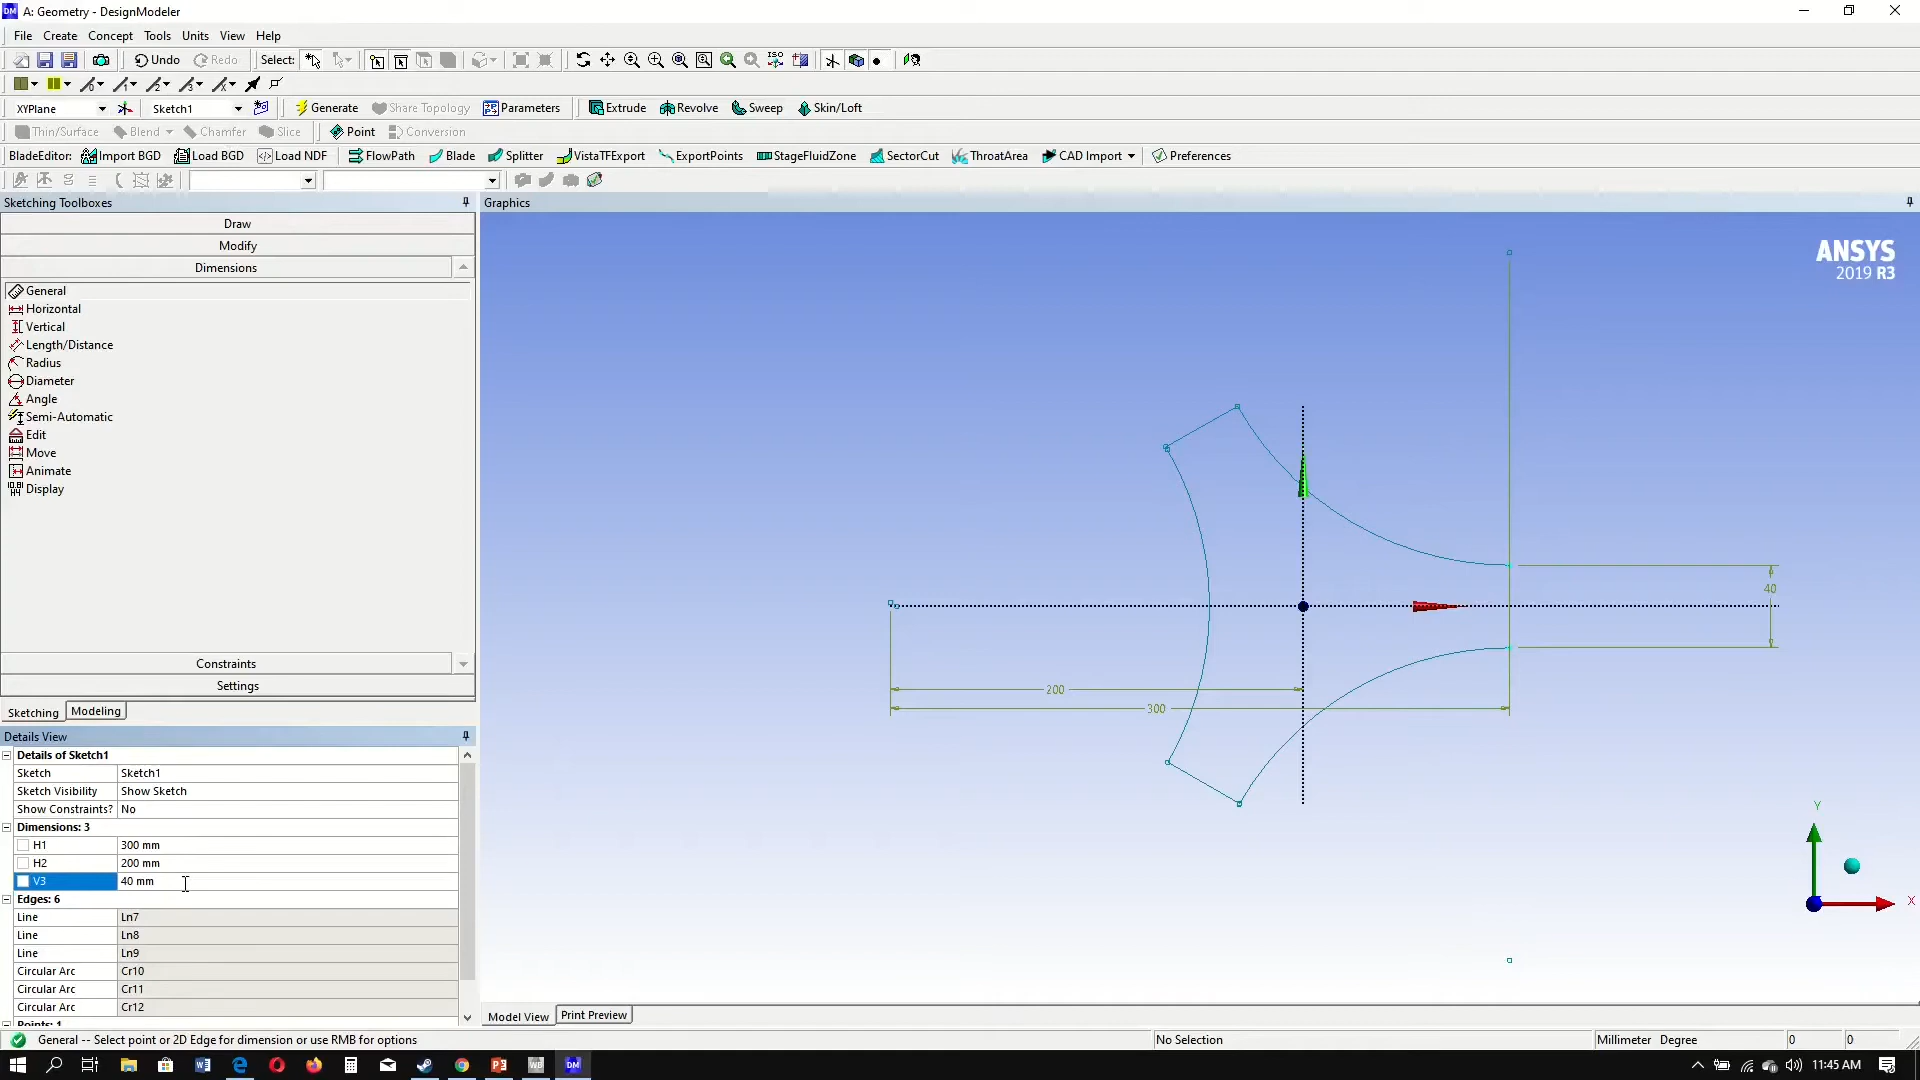 A: Geometry - DesignModeler
File Create Concept Tools Units View Help
Undo Redo Select: ISO
XYPlane Sketch1 Generate Share Topology Parameters Extrude Revolve Sweep Skin/Loft
Thin/Surface Blend Chamfer Slice Point Conversion
BladeEditor: Import BGD Load BGD Load NDF FlowPath Blade Splitter VistaTFExport ExportPoints StageFluidZone SectorCut ThroatArea CAD Import Preferences
Sketching Toolboxes
Draw
Modify
Dimensions
General
Horizontal
Vertical
Length/Distance
Radius
Diameter
Angle
Semi-Automatic
Edit
Move
Animate
Display
Constraints
Settings
Sketching Modeling
Details View
Details of Sketch1
Sketch Sketch1
Sketch Visibility Show Sketch
Show Constraints? No
Dimensions: 3
H1 300 mm
H2 200 mm
V3 40 mm
Edges: 6
Line Ln7
Line Ln8
Line Ln9
Circular Arc Cr10
Circular Arc Cr11
Circular Arc Cr12
Points: 1
Graphics
ANSYS
2019 R3
40
200
300
Y
X
Model View Print Preview
General -- Select point or 2D Edge for dimension or use RMB for options No Selection Millimeter Degree 0 0
11:45 AM